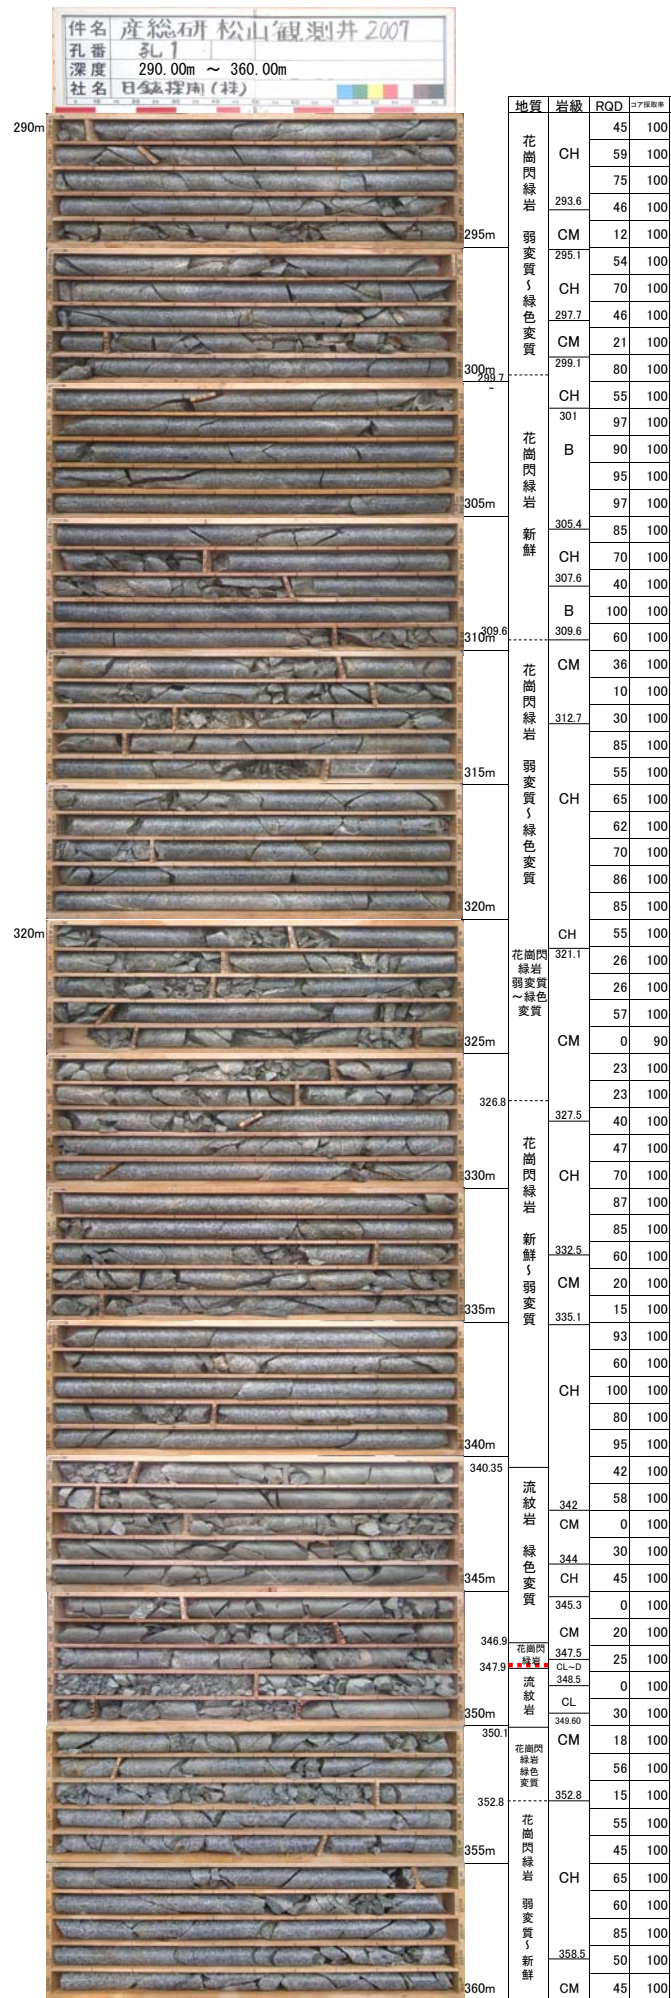 件名 産総研 松山観測井 2007
孔番 孔1
深度 290.00m ～ 360.00m
社名 日鉱探開(株)
地質 岩級 RQD コア採取率
290m
295m
300m
299.7
305m
309.6
310m
315m
320m
320m
325m
326.8
330m
335m
340m
340.35
345m
346.9
347.9
350m
350.1
352.8
355m
360m
花崗閃緑岩 弱変質～緑色変質
花崗閃緑岩 新鮮
花崗閃緑岩 弱変質～緑色変質
花崗閃
緑岩
弱変質
～緑色
変質
花崗閃緑岩 新鮮～弱変質
流紋岩 緑色変質
花崗閃
緑岩
流紋岩
花崗閃
緑岩
緑色
変質
花崗閃緑岩 弱変質～新鮮
CH
293.6
CM
295.1
CH
297.7
CM
299.1
CH
301
B
305.4
CH
307.6
B
309.6
CM
312.7
CH
CH
321.1
CM
327.5
CH
332.5
CM
335.1
CH
342
CM
344
CH
345.3
CM
347.5
CL～D
348.5
CL
349.60
CM
352.8
CH
358.5
CM
45 100
59 100
75 100
46 100
12 100
54 100
70 100
46 100
21 100
80 100
55 100
97 100
90 100
95 100
97 100
85 100
70 100
40 100
100 100
60 100
36 100
10 100
30 100
85 100
55 100
65 100
62 100
70 100
86 100
85 100
55 100
26 100
26 100
57 100
0 90
23 100
23 100
40 100
47 100
70 100
87 100
85 100
60 100
20 100
15 100
93 100
60 100
100 100
80 100
95 100
42 100
58 100
0 100
30 100
45 100
0 100
20 100
25 100
0 100
30 100
18 100
56 100
15 100
55 100
45 100
65 100
60 100
85 100
50 100
45 100